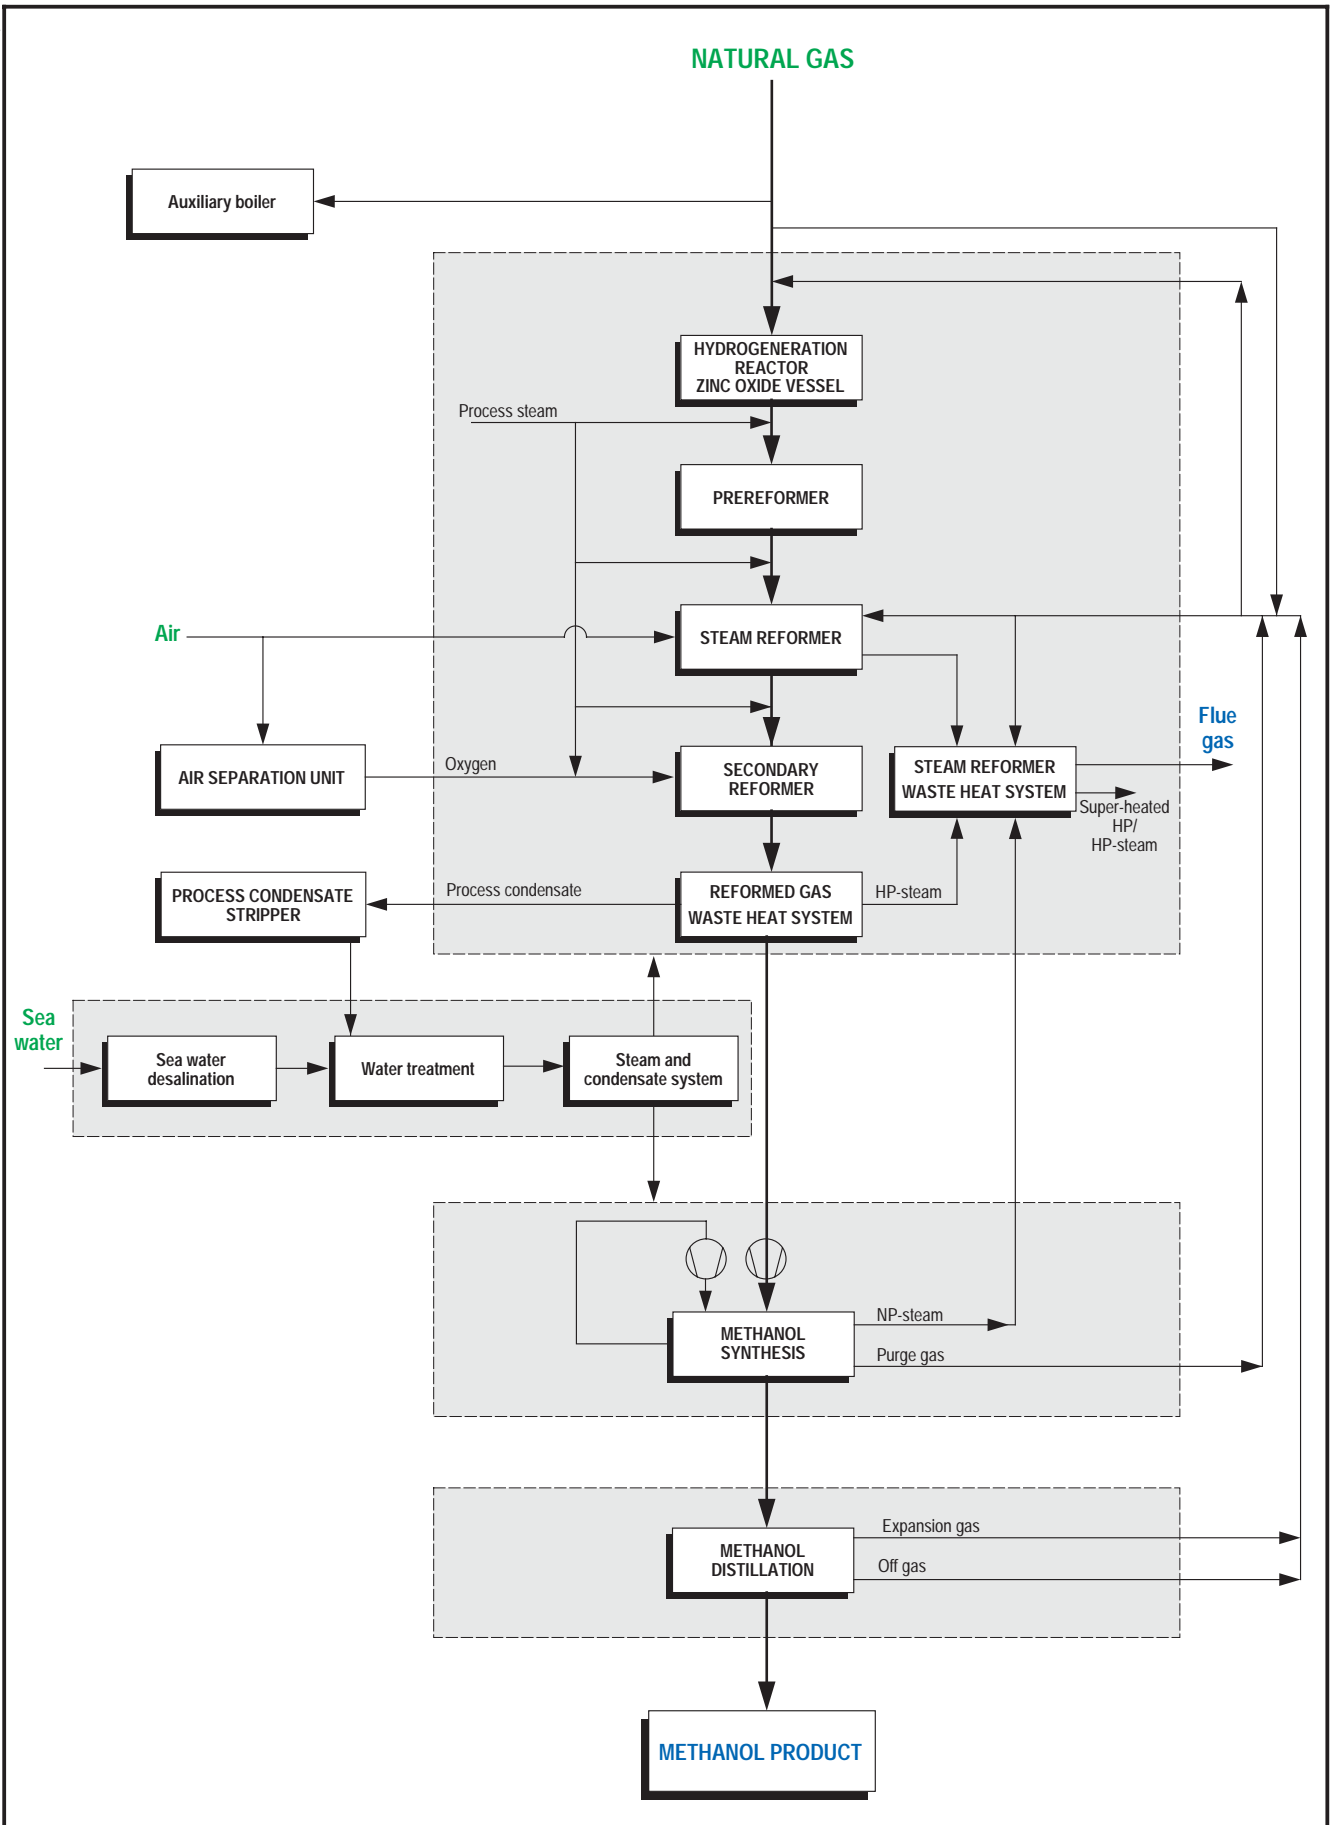 NATURAL GAS
Auxiliary boiler
HYDROGENERATION
REACTOR
ZINC OXIDE VESSEL
Process steam
PREREFORMER
Air
STEAM REFORMER
Flue
gas
AIR SEPARATION UNIT
Oxygen
SECONDARY
REFORMER
STEAM REFORMER
WASTE HEAT SYSTEM
Super-heated
HP/
HP-steam
PROCESS CONDENSATE
STRIPPER
Process condensate
REFORMED GAS
WASTE HEAT SYSTEM
HP-steam
Sea
water
Sea water
desalination
Water treatment
Steam and
condensate system
METHANOL
SYNTHESIS
NP-steam
Purge gas
METHANOL
DISTILLATION
Expansion gas
Off gas
METHANOL PRODUCT